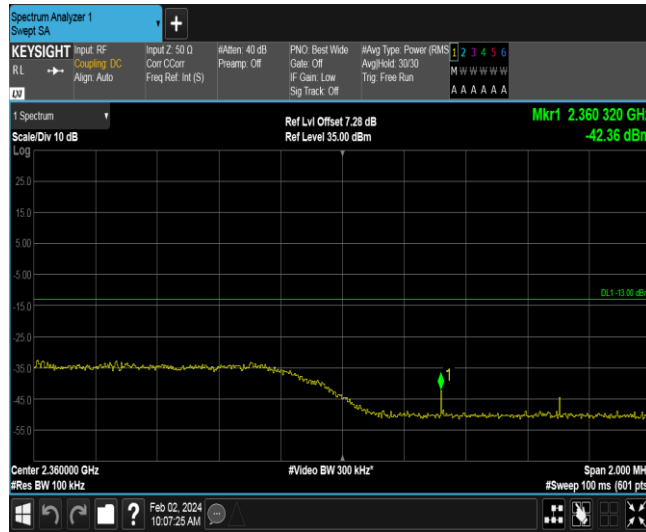 Spectrum Analyzer 1
Swept SA
+
KEYSIGHT
RL
LXI
Input: RF
Coupling: DC
Align: Auto
Input Z: 50 Ω
Corr CCorr
Freq Ref: Int (S)
#Atten: 40 dB
Preamp: Off
PNO: Best Wide
Gate: Off
IF Gain: Low
Sig Track: Off
#Avg Type: Power (RMS
Avg|Hold: 30/30
Trig: Free Run
1 2 3 4 5 6
M W W W W W
A A A A A A
1 Spectrum
Scale/Div 10 dB
Log
Ref Lvl Offset 7.28 dB
Ref Level 35.00 dBm
Mkr1 2.360 320 GHz
-42.36 dBm
25.0
15.0
5.00
-5.00
DL1 -13.00 dBm
-15.0
-25.0
-35.0
1
-45.0
-55.0
Center 2.360000 GHz
#Res BW 100 kHz
#Video BW 300 kHz*
Span 2.000 MH
#Sweep 100 ms (601 pts
?
Feb 02, 2024
10:07:25 AM